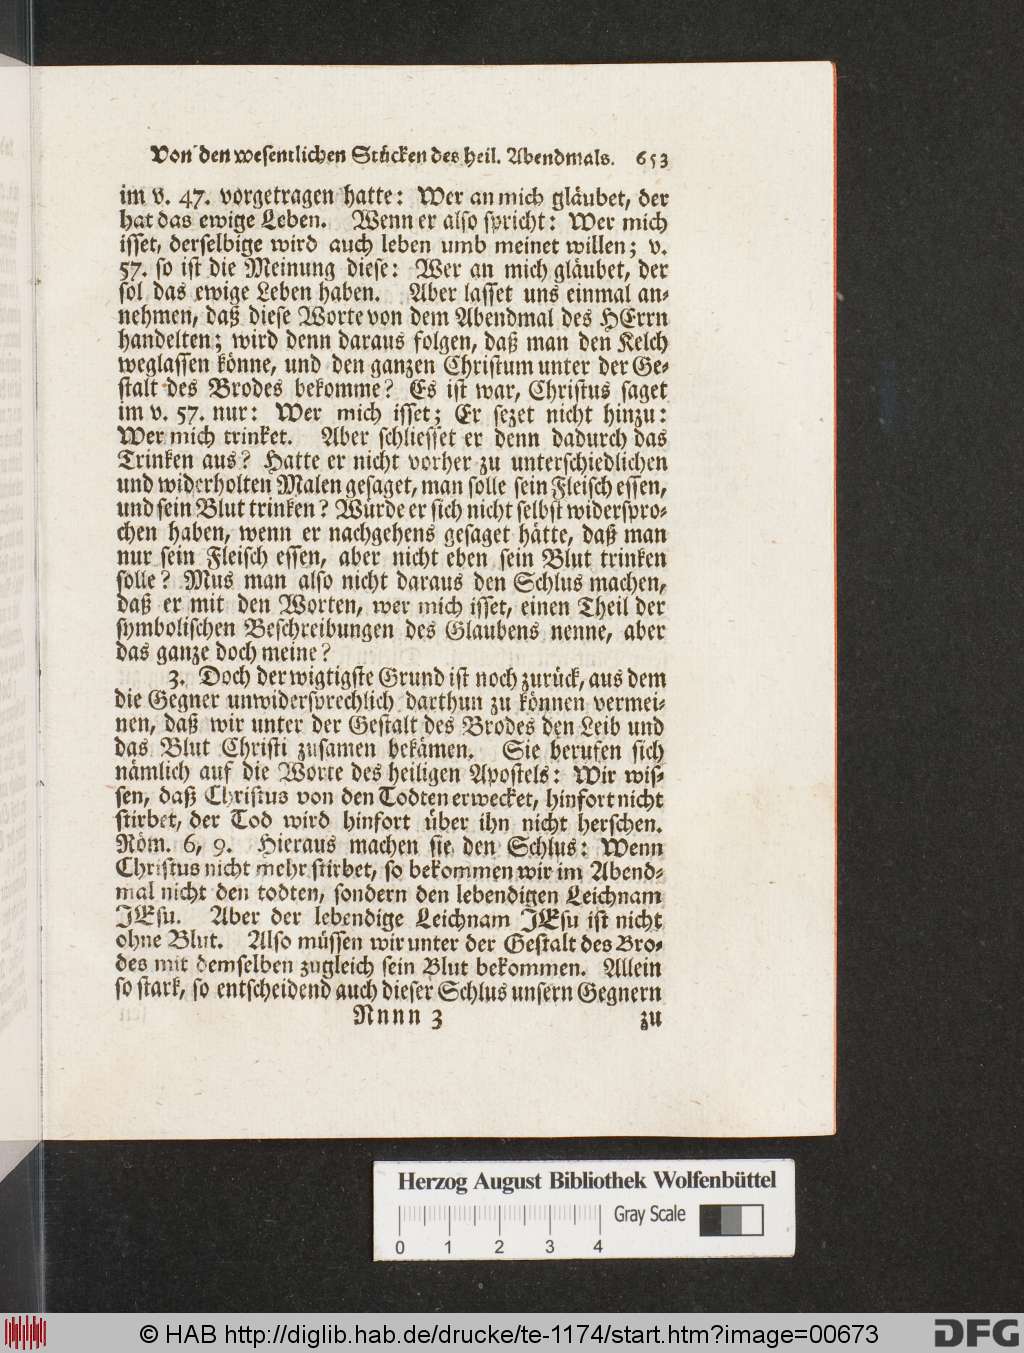 Von den wesentlichen Stücken des heil. Abendmals. 653
im v. 47. vorgetragen hatte: Wer an mich gläubet, der
hat das ewige Leben. Wenn er also spricht: Wer mich
isset, derselbige wird auch leben umb meinet willen; v.
57. so ist die Meinung diese: Wer an mich gläubet, der
sol das ewige Leben haben. Aber lasset uns einmal an-
nehmen, daß diese Worte von dem Abendmal des HErrn
handelten; wird denn daraus folgen, daß man den Kelch
weglassen könne, und den ganzen Christum unter der Ge-
stalt des Brodes bekomme? Es ist war, Christus saget
im v. 57. nur: Wer mich isset; Er sezet nicht hinzu:
Wer mich trinket. Aber schliesset er denn dadurch das
Trinken aus? Hatte er nicht vorher zu unterschiedlichen
und widerholten Malen gesaget, man solle sein Fleisch essen,
und sein Blut trinken? Würde er sich nicht selbst widerspro-
chen haben, wenn er nachgehens gesaget hätte, daß man
nur sein Fleisch essen, aber nicht eben sein Blut trinken
solle? Mus man also nicht daraus den Schlus machen,
daß er mit den Worten, wer mich isset, einen Theil der
symbolischen Beschreibungen des Glaubens nenne, aber
das ganze doch meine?
3. Doch der wigtigste Grund ist noch zurück, aus dem
die Gegner unwidersprechlich darthun zu können vermei-
nen, daß wir unter der Gestalt des Brodes den Leib und
das Blut Christi zusamen bekämen. Sie berufen sich
nämlich auf die Worte des heiligen Apostels: Wir wis-
sen, daß Christus von den Todten erwecket, hinfort nicht
stirbet, der Tod wird hinfort über ihn nicht herschen.
Röm. 6, 9. Hieraus machen sie den Schlus: Wenn
Christus nicht mehr stirbet, so bekommen wir im Abend-
mal nicht den todten, sondern den lebendigen Leichnam
JEsu. Aber der lebendige Leichnam JEsu ist nicht
ohne Blut. Also müssen wir unter der Gestalt des Bro-
des mit demselben zugleich sein Blut bekommen. Allein
so stark, so entscheidend auch dieser Schlus unsern Gegnern
Nnnn 3 zu
Herzog August Bibliothek Wolfenbüttel
Gray Scale
0 1 2 3 4
© HAB http://diglib.hab.de/drucke/te-1174/start.htm?image=00673
DFG